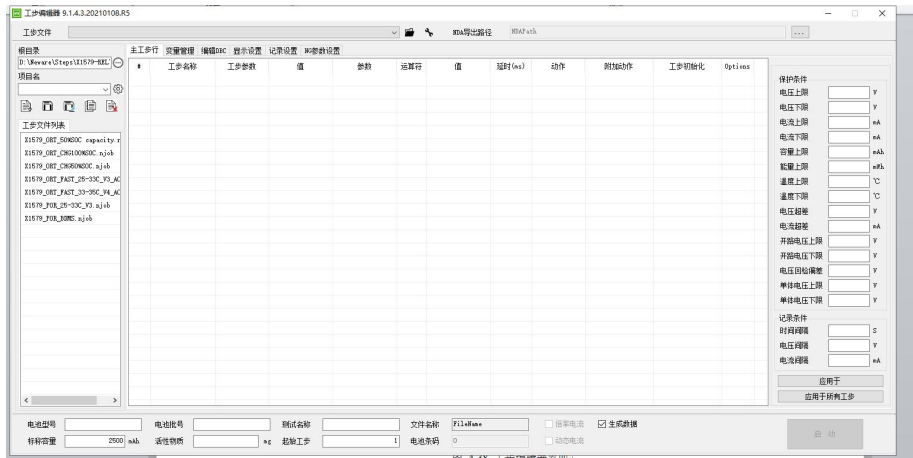 工步编辑器 9.1.4.3.20210108.R5
工步文件
NDA导出路径
NDAPath
...
根目录
D:\Neware\Steps\X1579-REL\
项目名
工步文件列表
X1579_ORT_50%SOC capacity.r
X1579_ORT_CHG100%SOC.njob
X1579_ORT_CHG50%SOC.njob
X1579_ORT_FAST_25-33C_V3_AC
X1579_ORT_FAST_33-35C_V4_AC
X1579_POR_25-33C_V3.njob
主工步行 变量管理 编辑DBC 显示设置 记录设置 NG参数设置
# 工步名称 工步参数 值 参数 运算符 值 延时(ms) 动作 附加动作 工步初始化 Options
保护条件
电压上限 V
电压下限 V
电流上限 mA
电流下限 mA
容量上限 mAh
能量上限 mWh
温度上限 ℃
温度下限 ℃
电压超差 V
电流超差 mA
开路电压上限 V
开路电压下限 V
电压回检偏差 V
单体电压上限 V
单体电压下限 V
记录条件
时间间隔 S
电压间隔 V
电流间隔 mA
应用于
应用于所有工步
电池型号 电池批号 测试名称 文件名称 FileName 倍率电流 生成数据
标称容量 2500 mAh 活性物质 mg 起始工步 1 电池条码 0 动态电流
启动